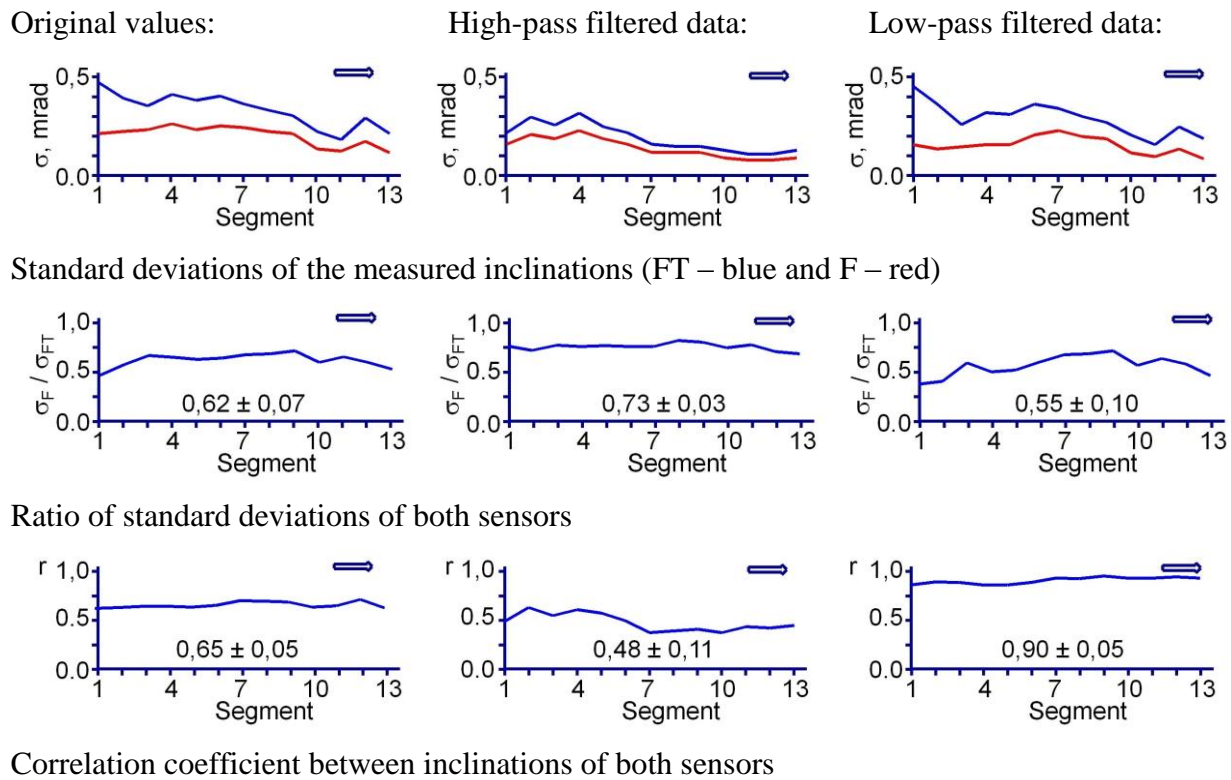 Original values: High-pass filtered data: Low-pass filtered data:
σ, mrad 0,5 0.0 1 4 7 10 13 Segment
σ, mrad 0,5 0.0 1 4 7 10 13 Segment
σ, mrad 0,5 0.0 1 4 7 10 13 Segment
Standard deviations of the measured inclinations (FT – blue and F – red)
σF / σFT 1,0 0.5 0.0 0,62 ± 0,07 1 4 7 10 13 Segment
σF / σFT 1,0 0.5 0.0 0,73 ± 0,03 1 4 7 10 13 Segment
σF / σFT 1,0 0.5 0.0 0,55 ± 0,10 1 4 7 10 13 Segment
Ratio of standard deviations of both sensors
r 1,0 0.5 0.0 0,65 ± 0,05 1 4 7 10 13 Segment
r 1,0 0.5 0.0 0,48 ± 0,11 1 4 7 10 13 Segment
r 1,0 0.5 0.0 0,90 ± 0,05 1 4 7 10 13 Segment
Correlation coefficient between inclinations of both sensors